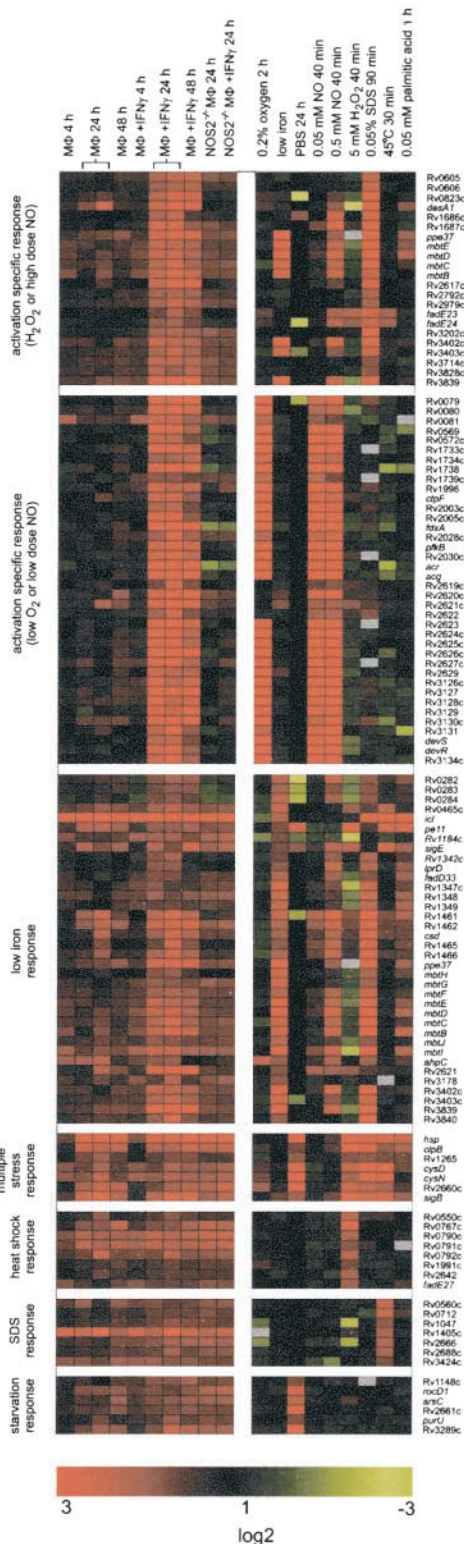 MΦ 4 h
MΦ 24 h
MΦ 48 h
MΦ +IFNγ 4 h
MΦ +IFNγ 24 h
MΦ +IFNγ 48 h
NOS2-/- MΦ 24 h
NOS2-/- MΦ +IFNγ 24 h
0.2% oxygen 2 h
low iron
PBS 24 h
0.05 mM NO 40 min
0.5 mM NO 40 min
5 mM H2O2 40 min
0.05% SDS 90 min
45°C 30 min
0.05 mM palmitic acid 1 h
activation specific response
(H2O2 or high dose NO)
Rv0605
Rv0606
Rv0823c
desA1
Rv1686c
Rv1687c
ppe37
mbtE
mbtD
mbtC
mbtB
Rv2617c
Rv2792c
Rv2979c
fadE23
fadE24
Rv3202c
Rv3402c
Rv3403c
Rv3714c
Rv3828c
Rv3839
activation specific response
(low O2 or low dose NO)
Rv0079
Rv0080
Rv0081
Rv0569
Rv0572c
Rv1733c
Rv1734c
Rv1738
Rv1739c
Rv1996
ctpF
Rv2003c
Rv2005c
fdxA
Rv2028c
pfkB
Rv2030c
acr
acg
Rv2619c
Rv2620c
Rv2621c
Rv2622
Rv2623
Rv2624c
Rv2625c
Rv2626c
Rv2627c
Rv2629
Rv3126c
Rv3127
Rv3128c
Rv3129
Rv3130c
Rv3131
devS
devR
Rv3134c
low iron
response
Rv0282
Rv0283
Rv0284
Rv0465c
icl
pe11
Rv1184c
sigE
Rv1342c
lprD
fadD33
Rv1347c
Rv1348
Rv1349
Rv1461
Rv1462
csd
Rv1465
Rv1466
ppe37
mbtH
mbtG
mbtF
mbtE
mbtD
mbtC
mbtB
mbtJ
mbtI
ahpC
Rv2621
Rv3178
Rv3402c
Rv3403c
Rv3839
Rv3840
multiple
stress
response
hsp
clpB
Rv1265
cysD
cysN
Rv2660c
sigB
heat shock
response
Rv0550c
Rv0767c
Rv0790c
Rv0791c
Rv0792c
Rv1991c
Rv2642
fadE27
SDS
response
Rv0560c
Rv0712
Rv1047
Rv1405c
Rv2666
Rv2688c
Rv3424c
starvation
response
Rv1148c
rocD1
arsC
Rv2661c
purU
Rv3289c
3
1
-3
log2